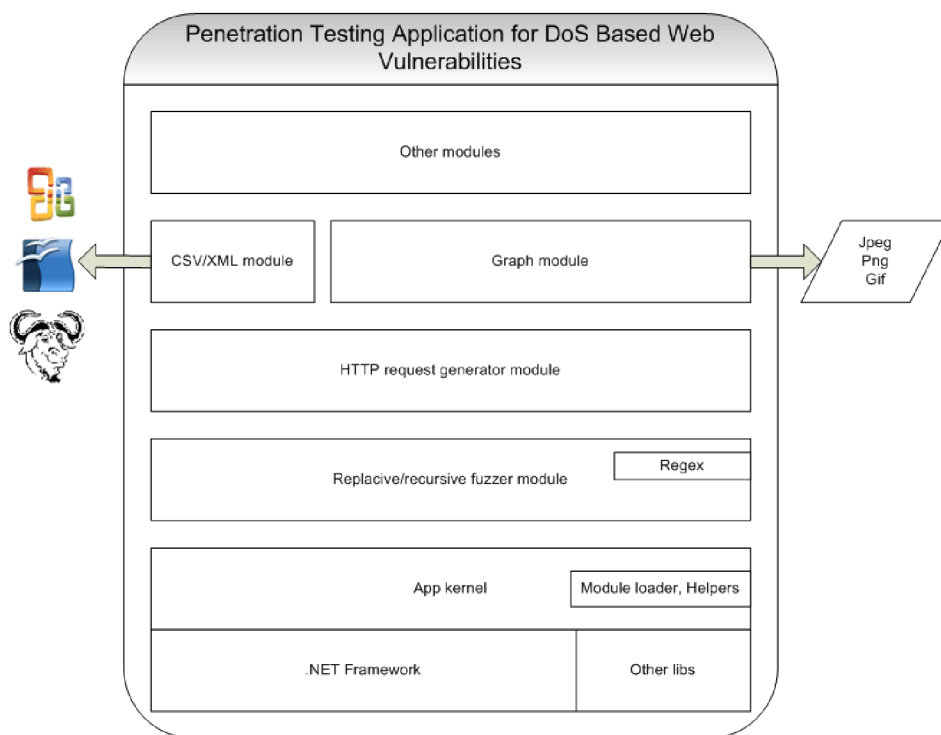 Penetration Testing Application for DoS Based Web
Vulnerabilities
Other modules
CSV/XML module
Graph module
Jpeg
Png
Gif
HTTP request generator module
Replacive/recursive fuzzer module
Regex
App kernel
Module loader, Helpers
.NET Framework
Other libs